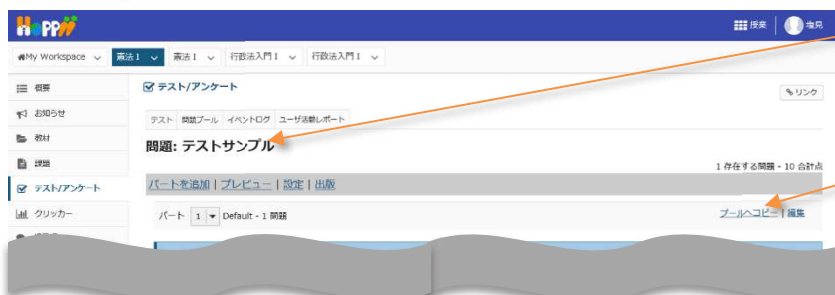 HoPPii
授業
塩見
My Workspace
憲法Ⅰ
憲法Ⅰ
行政法入門Ⅰ
行政法入門Ⅰ
概要
お知らせ
教材
課題
テスト/アンケート
クリッカー
テスト/アンケート
リンク
テスト 問題プール イベントログ ユーザ活動レポート
問題: テストサンプル
1 存在する問題 - 10 合計点
パートを追加 | プレビュー | 設定 | 出版
パート 1 Default - 1 問題
プールへコピー | 編集